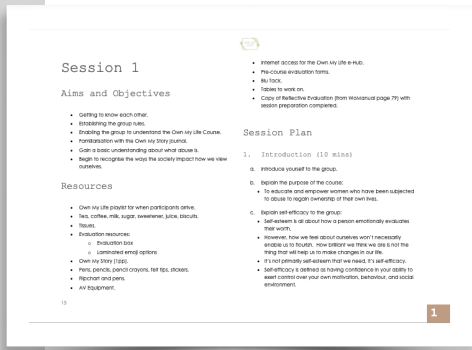 Session 1
Aims and Objectives
• Getting to know each other.
• Establishing the group rules.
• Enabling the group to understand the Own My Life Course.
• Familiarisation with the Own My Story journal.
• Gain a basic understanding about what abuse is.
• Begin to recognise the ways the society impact how we view
ourselves.
Resources
• Own My Life playlist for when participants arrive.
• Tea, coffee, milk, sugar, sweetener, juice, biscuits.
• Tissues.
• Evaluation resources:
o Evaluation box
o Laminated emoji options
• Own My Story (1pp).
• Pens, pencils, pencil crayons, felt tips, stickers.
• Flipchart and pens.
• AV Equipment.
15
• Internet access for the Own My Life e-Hub.
• Pre-course evaluation forms.
• Blu Tack.
• Tables to work on.
• Copy of Reflective Evaluation (from WoManual page 79) with
session preparation completed.
Session Plan
1. Introduction (10 mins)
a. Introduce yourself to the group.
b. Explain the purpose of the course:
• To educate and empower women who have been subjected
to abuse to regain ownership of their own lives.
c. Explain self-efficacy to the group:
• Self-esteem is all about how a person emotionally evaluates
their worth.
• However, how we feel about ourselves won't necessarily
enable us to flourish. How brilliant we think we are is not the
thing that will help us to make changes in our life.
• It's not primarily self-esteem that we need, it's self-efficacy.
• Self-efficacy is defined as having confidence in your ability to
exert control over your own motivation, behaviour, and social
environment.
1